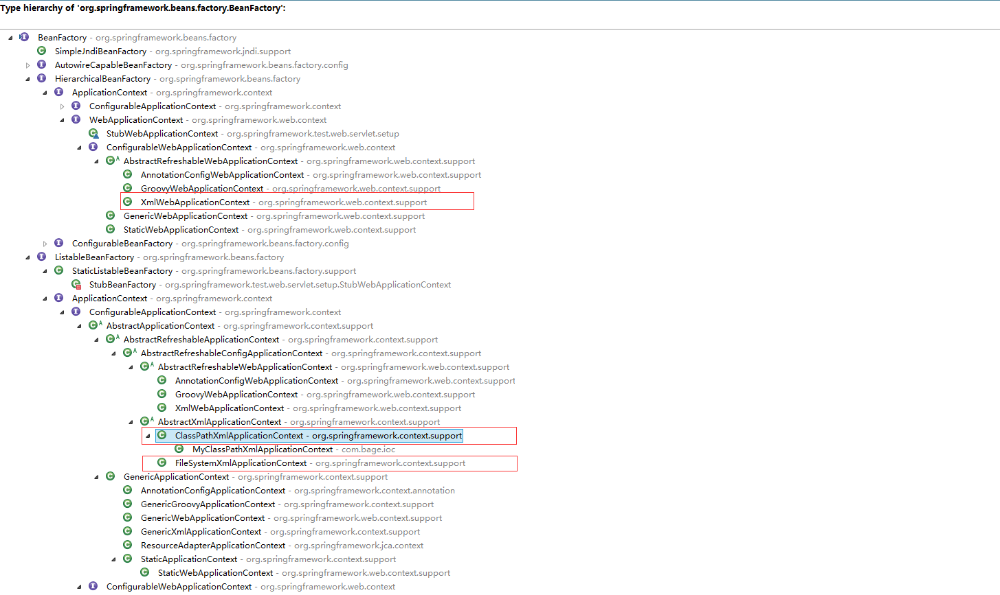 Type hierarchy of 'org.springframework.beans.factory.BeanFactory':
BeanFactory - org.springframework.beans.factory
SimpleJndiBeanFactory - org.springframework.jndi.support
AutowireCapableBeanFactory - org.springframework.beans.factory.config
HierarchicalBeanFactory - org.springframework.beans.factory
ApplicationContext - org.springframework.context
ConfigurableApplicationContext - org.springframework.context
WebApplicationContext - org.springframework.web.context
StubWebApplicationContext - org.springframework.test.web.servlet.setup
ConfigurableWebApplicationContext - org.springframework.web.context
AbstractRefreshableWebApplicationContext - org.springframework.web.context.support
AnnotationConfigWebApplicationContext - org.springframework.web.context.support
GroovyWebApplicationContext - org.springframework.web.context.support
XmlWebApplicationContext - org.springframework.web.context.support
GenericWebApplicationContext - org.springframework.web.context.support
StaticWebApplicationContext - org.springframework.web.context.support
ConfigurableBeanFactory - org.springframework.beans.factory.config
ListableBeanFactory - org.springframework.beans.factory
StaticListableBeanFactory - org.springframework.beans.factory.support
StubBeanFactory - org.springframework.test.web.servlet.setup.StubWebApplicationContext
ApplicationContext - org.springframework.context
ConfigurableApplicationContext - org.springframework.context
AbstractApplicationContext - org.springframework.context.support
AbstractRefreshableApplicationContext - org.springframework.context.support
AbstractRefreshableConfigApplicationContext - org.springframework.context.support
AbstractRefreshableWebApplicationContext - org.springframework.web.context.support
AnnotationConfigWebApplicationContext - org.springframework.web.context.support
GroovyWebApplicationContext - org.springframework.web.context.support
XmlWebApplicationContext - org.springframework.web.context.support
AbstractXmlApplicationContext - org.springframework.context.support
ClassPathXmlApplicationContext - org.springframework.context.support
MyClassPathXmlApplicationContext - com.bage.ioc
FileSystemXmlApplicationContext - org.springframework.context.support
GenericApplicationContext - org.springframework.context.support
AnnotationConfigApplicationContext - org.springframework.context.annotation
GenericGroovyApplicationContext - org.springframework.context.support
GenericWebApplicationContext - org.springframework.web.context.support
GenericXmlApplicationContext - org.springframework.context.support
ResourceAdapterApplicationContext - org.springframework.jca.context
StaticApplicationContext - org.springframework.context.support
StaticWebApplicationContext - org.springframework.web.context.support
ConfigurableWebApplicationContext - org.springframework.web.context